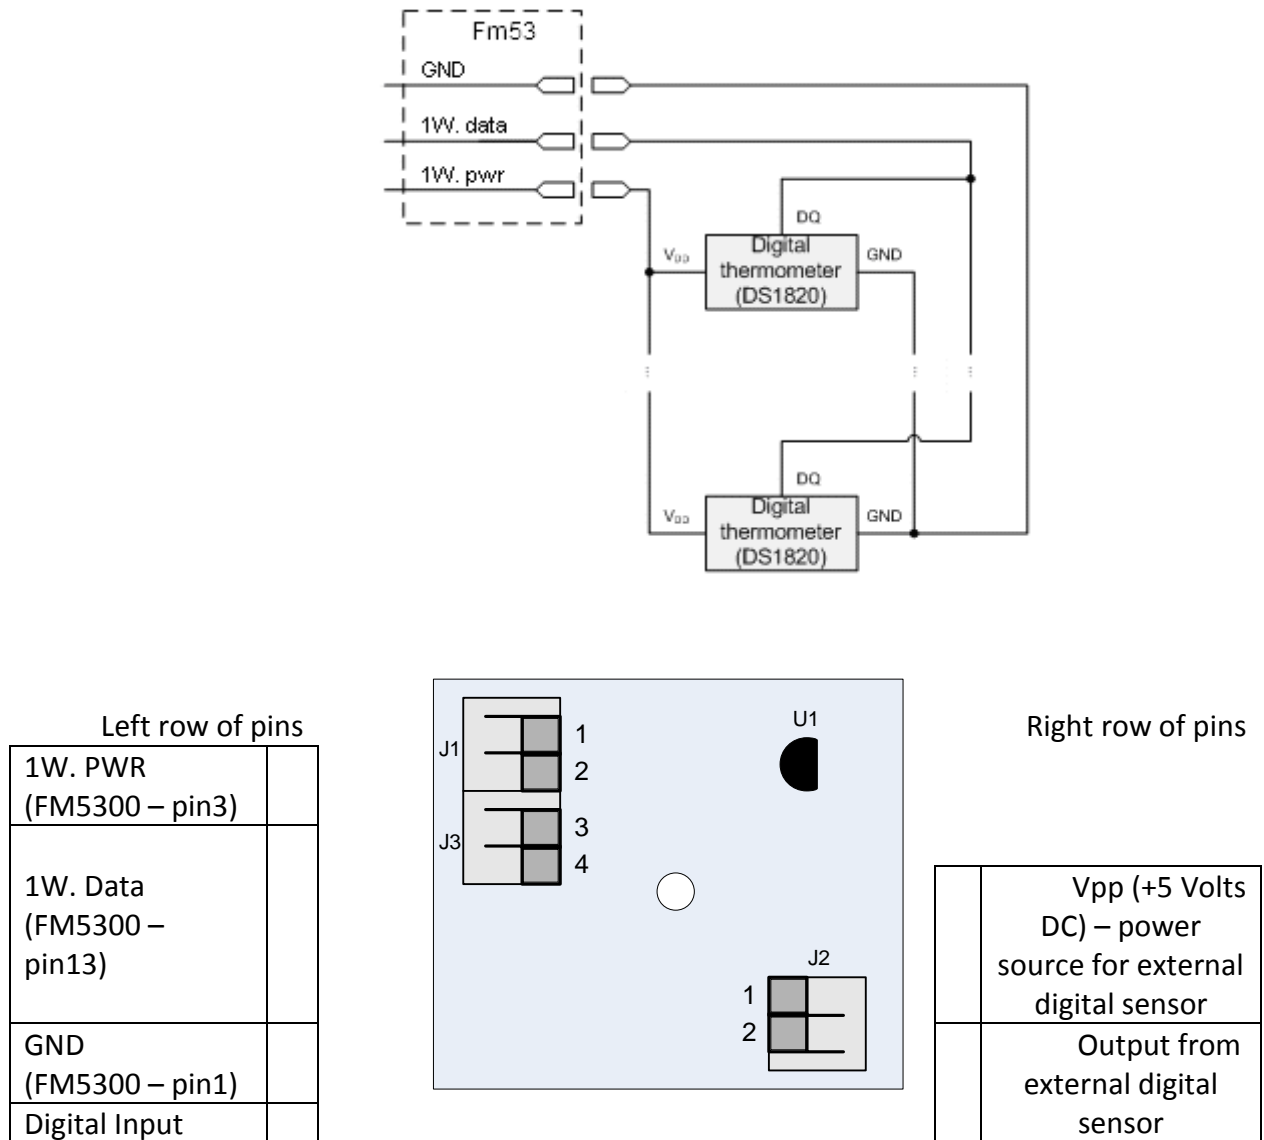 Fm53
GND
1W. data
1W. pwr
DQ
V_DD
Digital
thermometer
(DS1820)
GND
DQ
V_DD
Digital
thermometer
(DS1820)
GND
Left row of pins
1W. PWR
(FM5300 – pin3)
1W. Data
(FM5300 –
pin13)
GND
(FM5300 – pin1)
Digital Input
J1
1
2
J3
3
4
U1
J2
1
2
Right row of pins
Vpp (+5 Volts
DC) – power
source for external
digital sensor
Output from
external digital
sensor